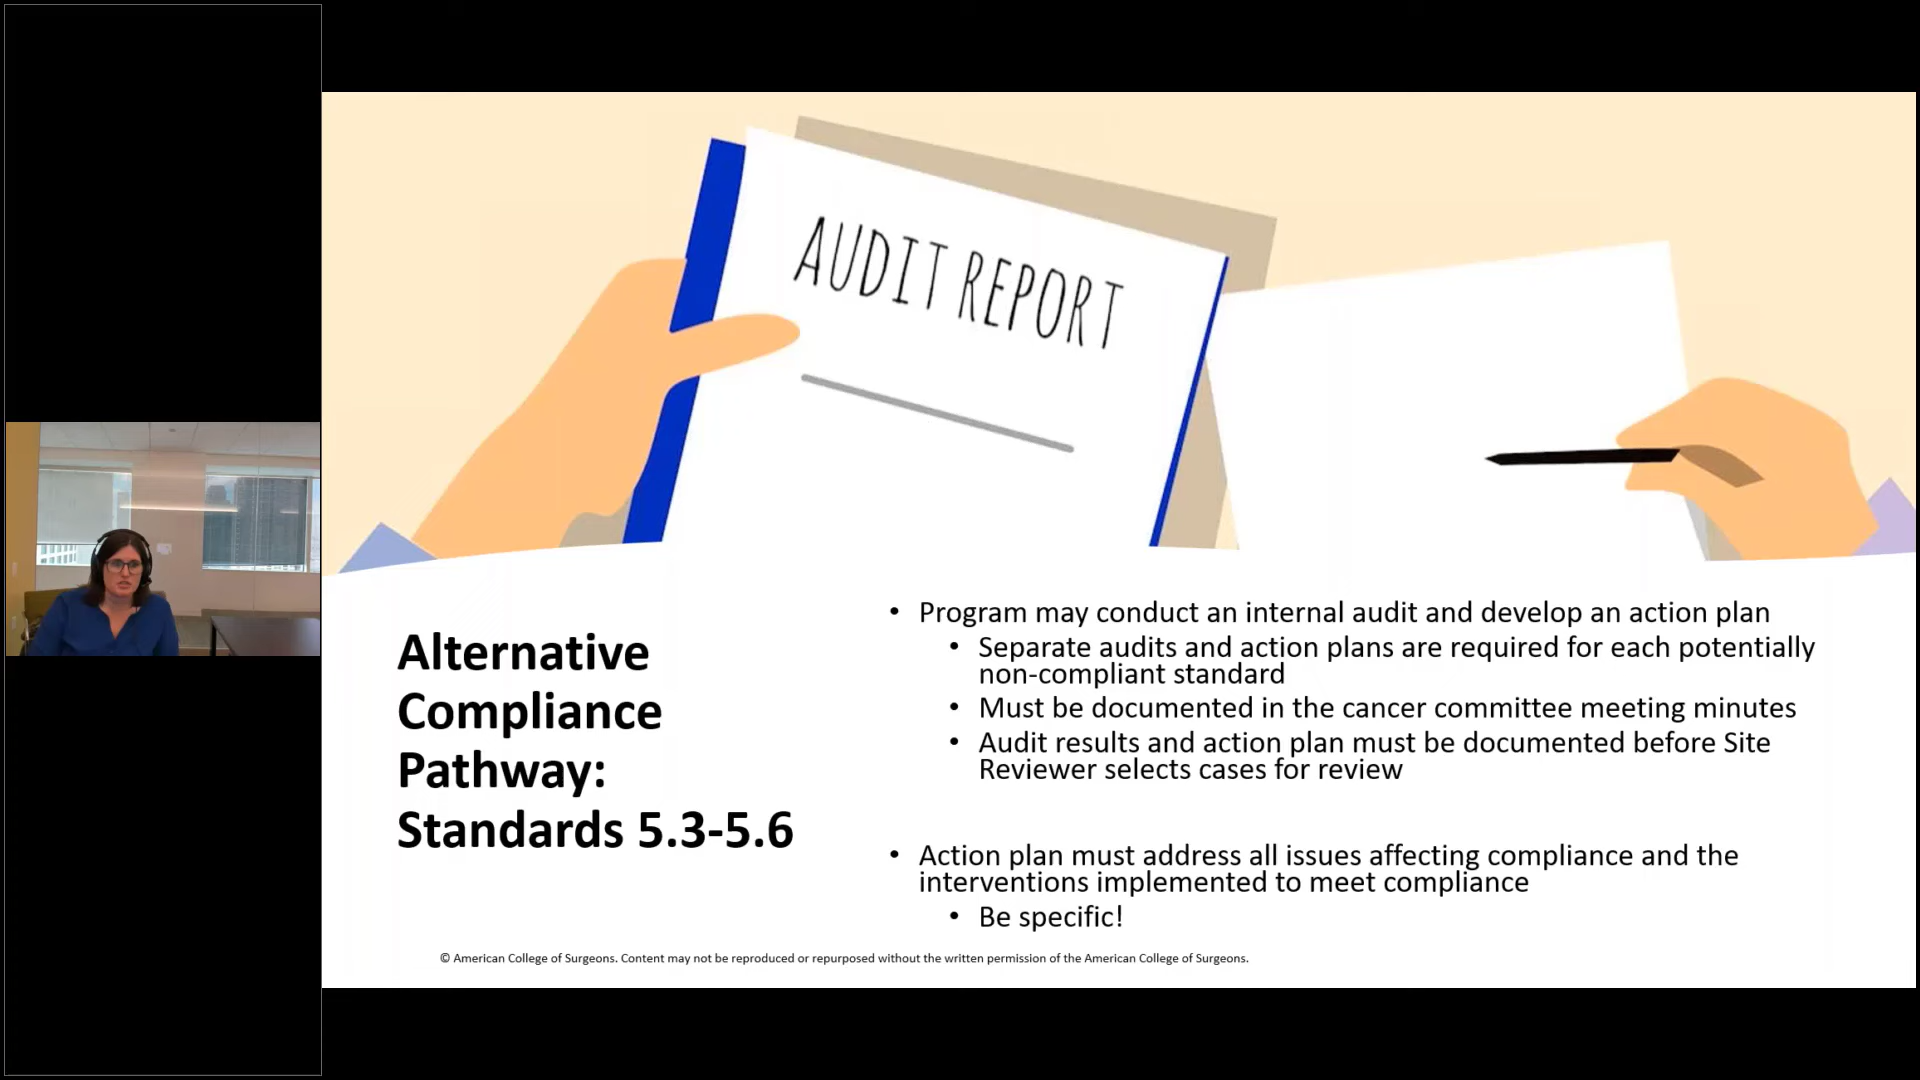 AUDIT REPORT
Alternative
Compliance
Pathway:
Standards 5.3-5.6
• Program may conduct an internal audit and develop an action plan
• Separate audits and action plans are required for each potentially
non-compliant standard
• Must be documented in the cancer committee meeting minutes
• Audit results and action plan must be documented before Site
Reviewer selects cases for review
• Action plan must address all issues affecting compliance and the
interventions implemented to meet compliance
• Be specific!
© American College of Surgeons. Content may not be reproduced or repurposed without the written permission of the American College of Surgeons.